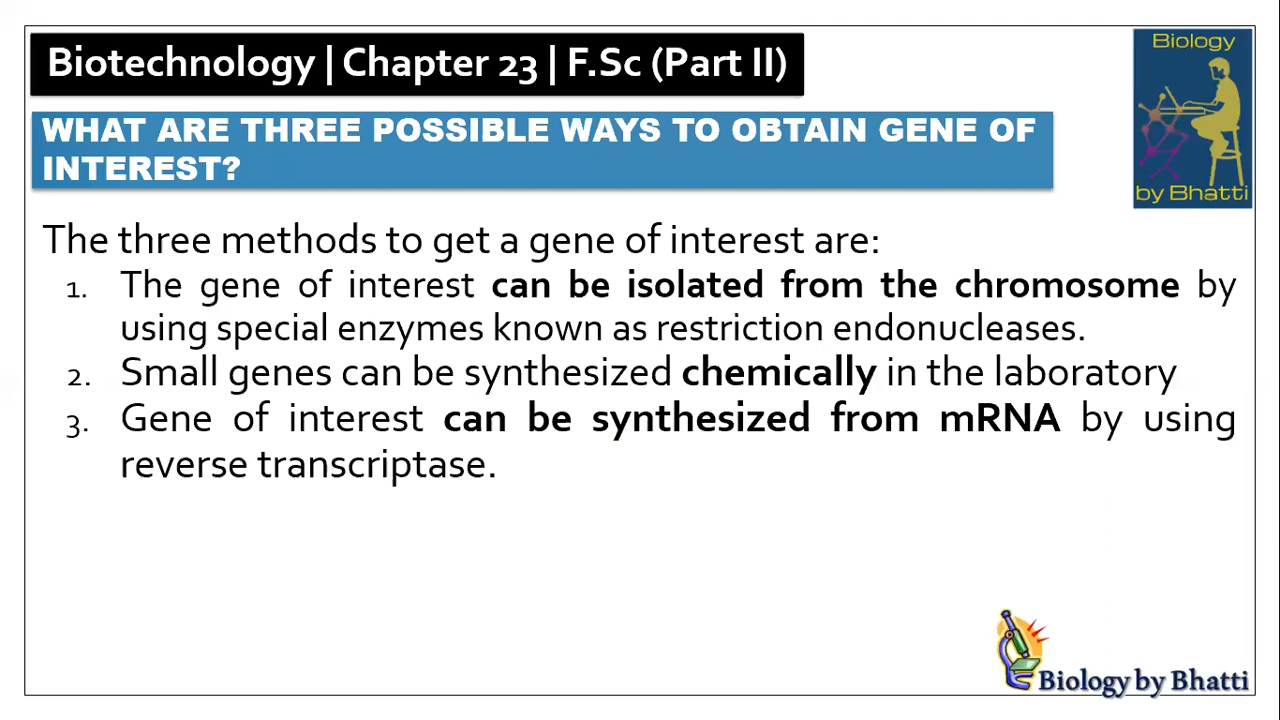 Biotechnology | Chapter 23 | F.Sc (Part II)
Biology
by Bhatti
WHAT ARE THREE POSSIBLE WAYS TO OBTAIN GENE OF
INTEREST?
The three methods to get a gene of interest are:
1. The gene of interest can be isolated from the chromosome by
using special enzymes known as restriction endonucleases.
2. Small genes can be synthesized chemically in the laboratory
3. Gene of interest can be synthesized from mRNA by using
reverse transcriptase.
Biology by Bhatti